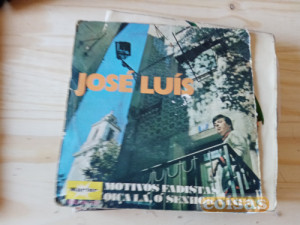 JOSÉ LUÍS
MOTIVOS FADISTAS
OIÇA LÁ Ó SENHOR VINHO